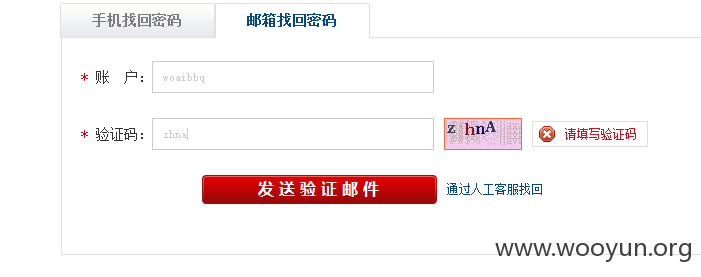 手机找回密码 邮箱找回密码
* 账 户： woaibbq
* 验证码： zhna zhnA 请填写验证码
发送验证邮件 通过人工客服找回
www.wooyun.org